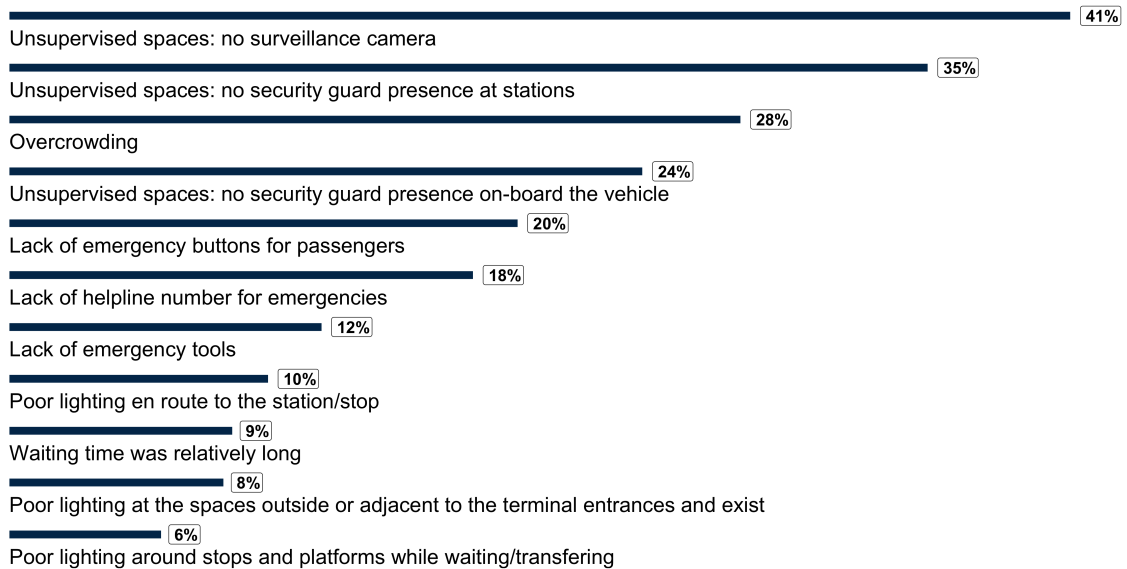 41%
Unsupervised spaces: no surveillance camera
35%
Unsupervised spaces: no security guard presence at stations
28%
Overcrowding
24%
Unsupervised spaces: no security guard presence on-board the vehicle
20%
Lack of emergency buttons for passengers
18%
Lack of helpline number for emergencies
12%
Lack of emergency tools
10%
Poor lighting en route to the station/stop
9%
Waiting time was relatively long
8%
Poor lighting at the spaces outside or adjacent to the terminal entrances and exist
6%
Poor lighting around stops and platforms while waiting/transfering